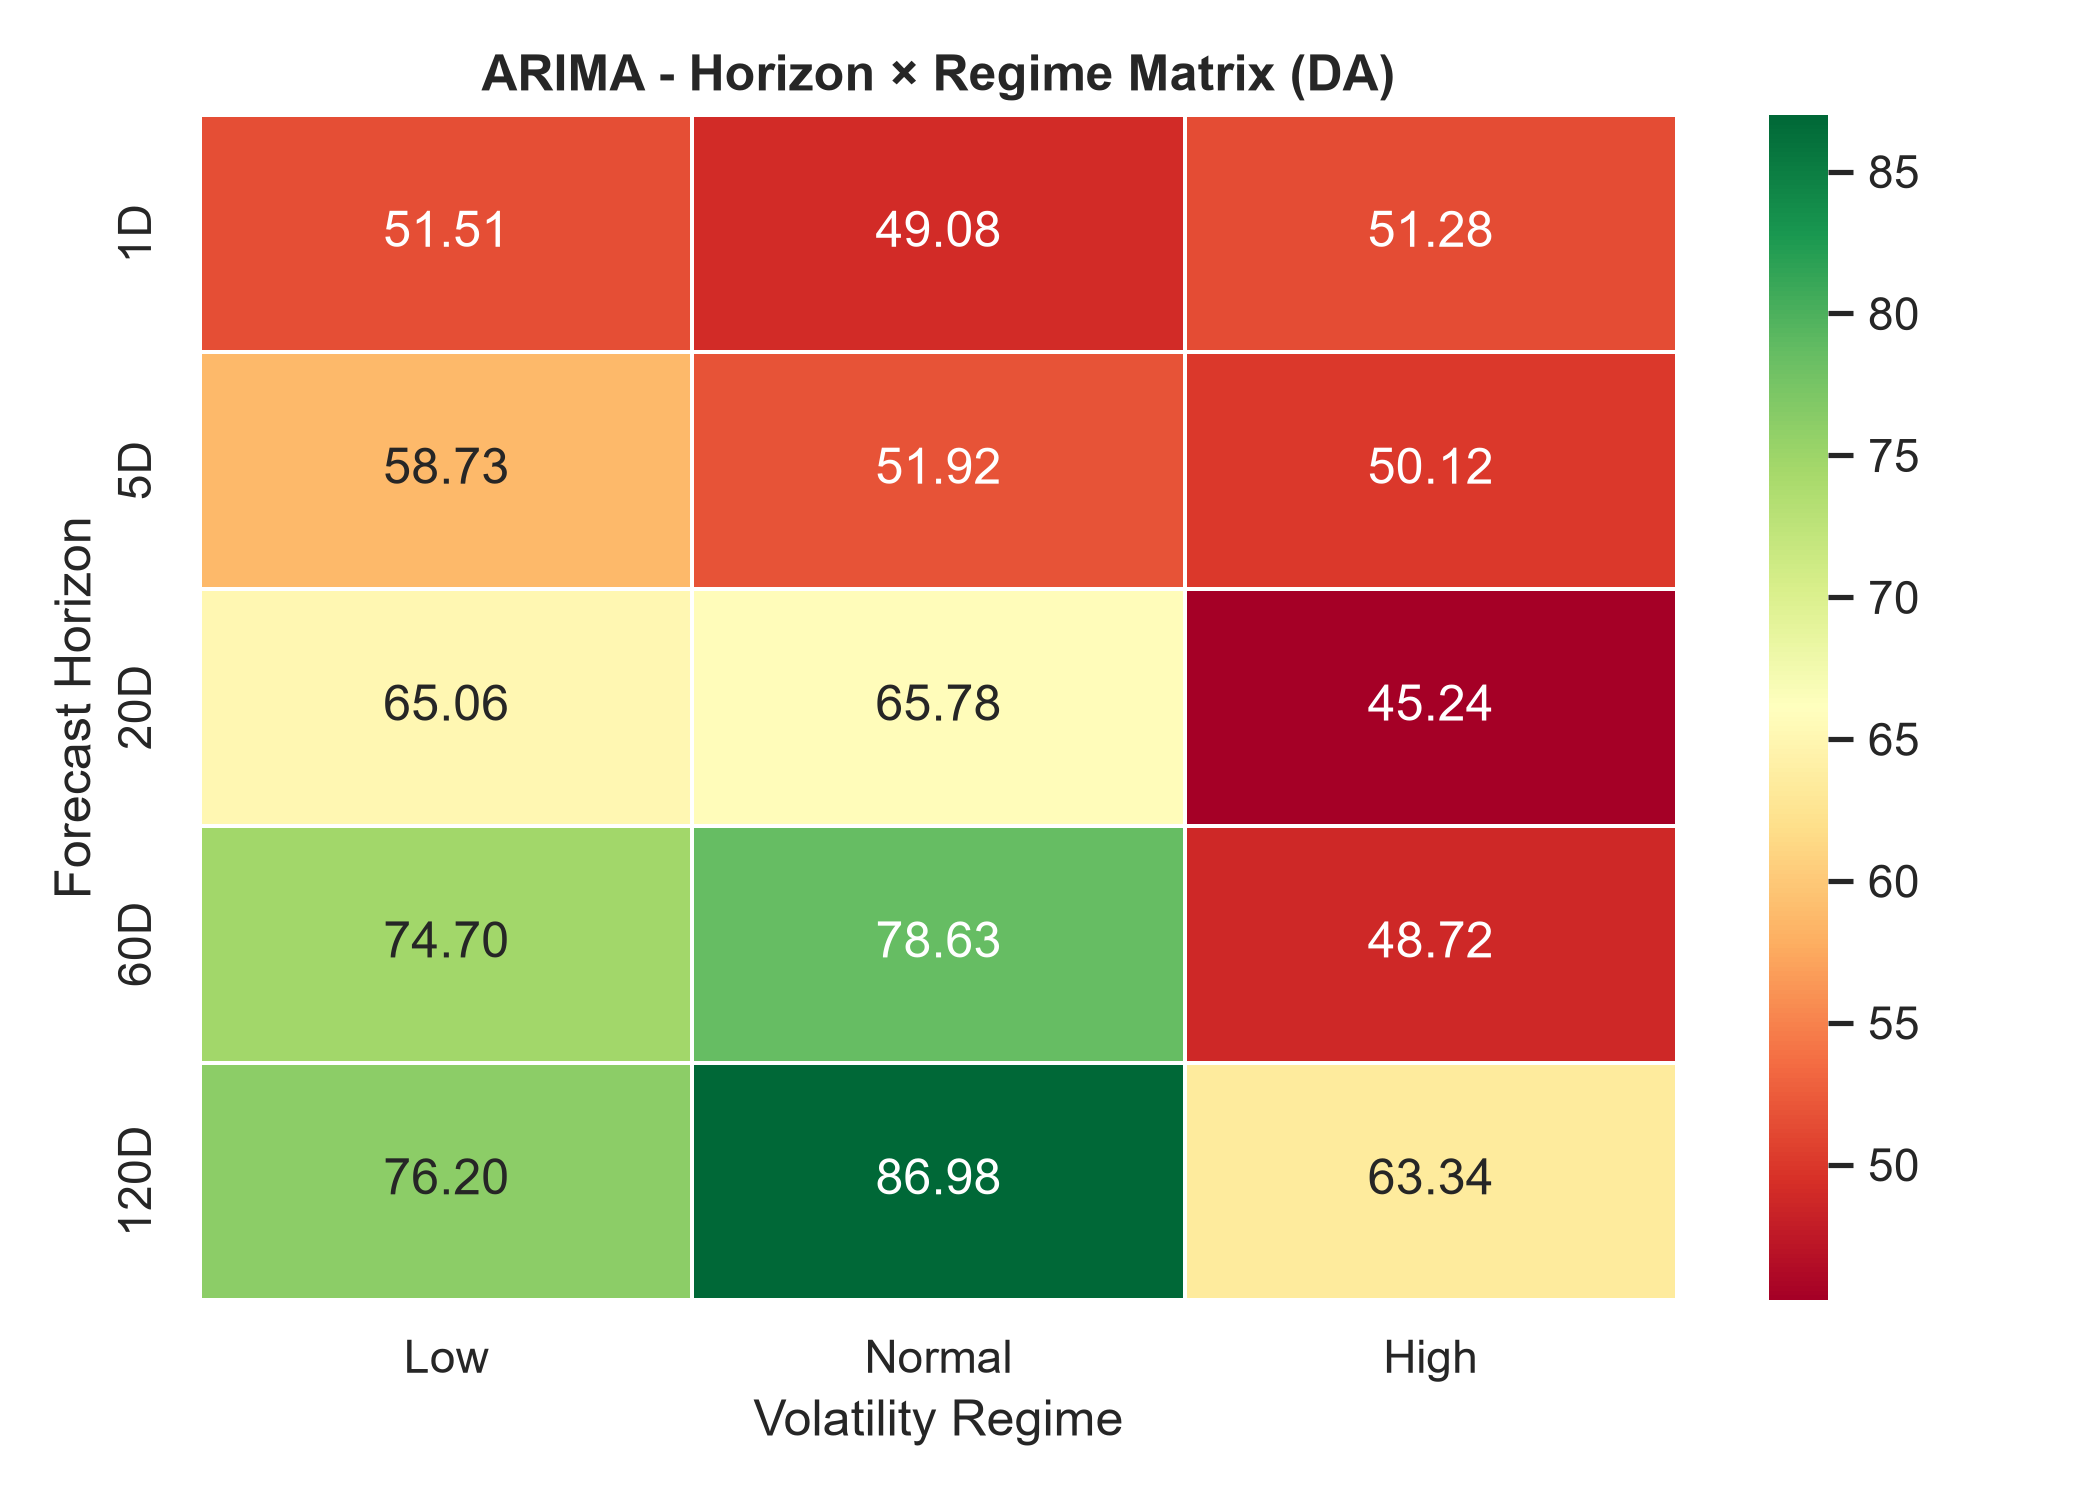 ARIMA - Horizon × Regime Matrix (DA)
Forecast Horizon
1D 51.51 49.08 51.28
5D 58.73 51.92 50.12
20D 65.06 65.78 45.24
60D 74.70 78.63 48.72
120D 76.20 86.98 63.34
Low Normal High
Volatility Regime
85
80
75
70
65
60
55
50